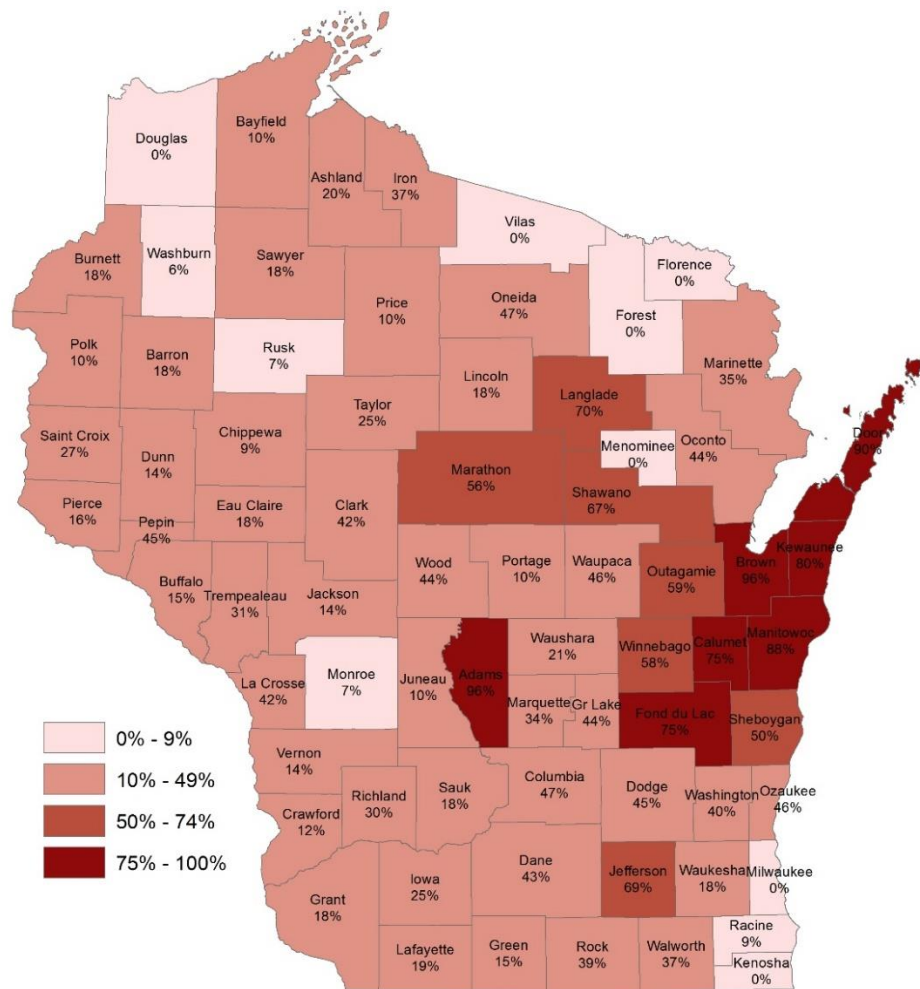 Douglas
0%
Bayfield
10%
Ashland
20%
Iron
37%
Vilas
0%
Florence
0%
Forest
0%
Burnett
18%
Washburn
6%
Sawyer
18%
Price
10%
Oneida
47%
Marinette
35%
Polk
10%
Barron
18%
Rusk
7%
Lincoln
18%
Langlade
70%
Taylor
25%
Saint Croix
27%
Dunn
14%
Chippewa
9%
Menominee
0%
Oconto
44%
Door
90%
Marathon
56%
Shawano
67%
Pierce
16%
Pepin
45%
Eau Claire
18%
Clark
42%
Wood
44%
Portage
10%
Waupaca
46%
Outagamie
59%
Brown
96%
Kewaunee
80%
Buffalo
15%
Trempealeau
31%
Jackson
14%
La Crosse
42%
Monroe
7%
Juneau
10%
Adams
96%
Waushara
21%
Winnebago
58%
Calumet
75%
Manitowoc
88%
Marquette
34%
Gr Lake
44%
Fond du Lac
75%
Sheboygan
50%
0% - 9%
10% - 49%
50% - 74%
75% - 100%
Vernon
14%
Crawford
12%
Richland
30%
Sauk
18%
Columbia
47%
Dodge
45%
Washington
40%
Ozaukee
46%
Grant
18%
Iowa
25%
Dane
43%
Jefferson
69%
Waukesha
18%
Milwaukee
0%
Lafayette
19%
Green
15%
Rock
39%
Walworth
37%
Racine
9%
Kenosha
0%